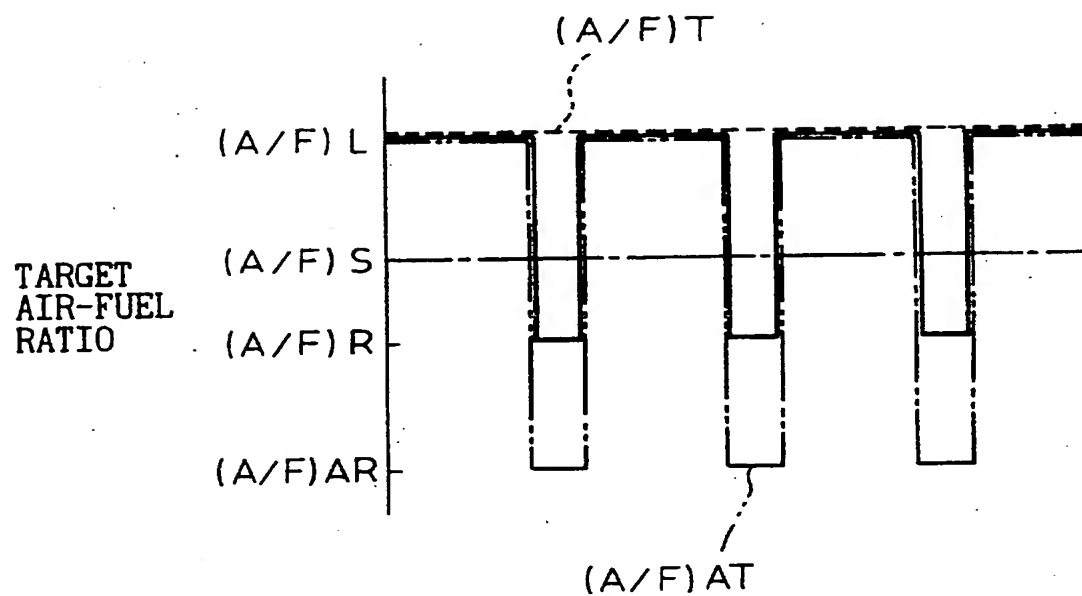 (A/F)T
(A/F)L
(A/F)S
TARGET
AIR-FUEL
RATIO
(A/F)R
(A/F)AR
(A/F)AT